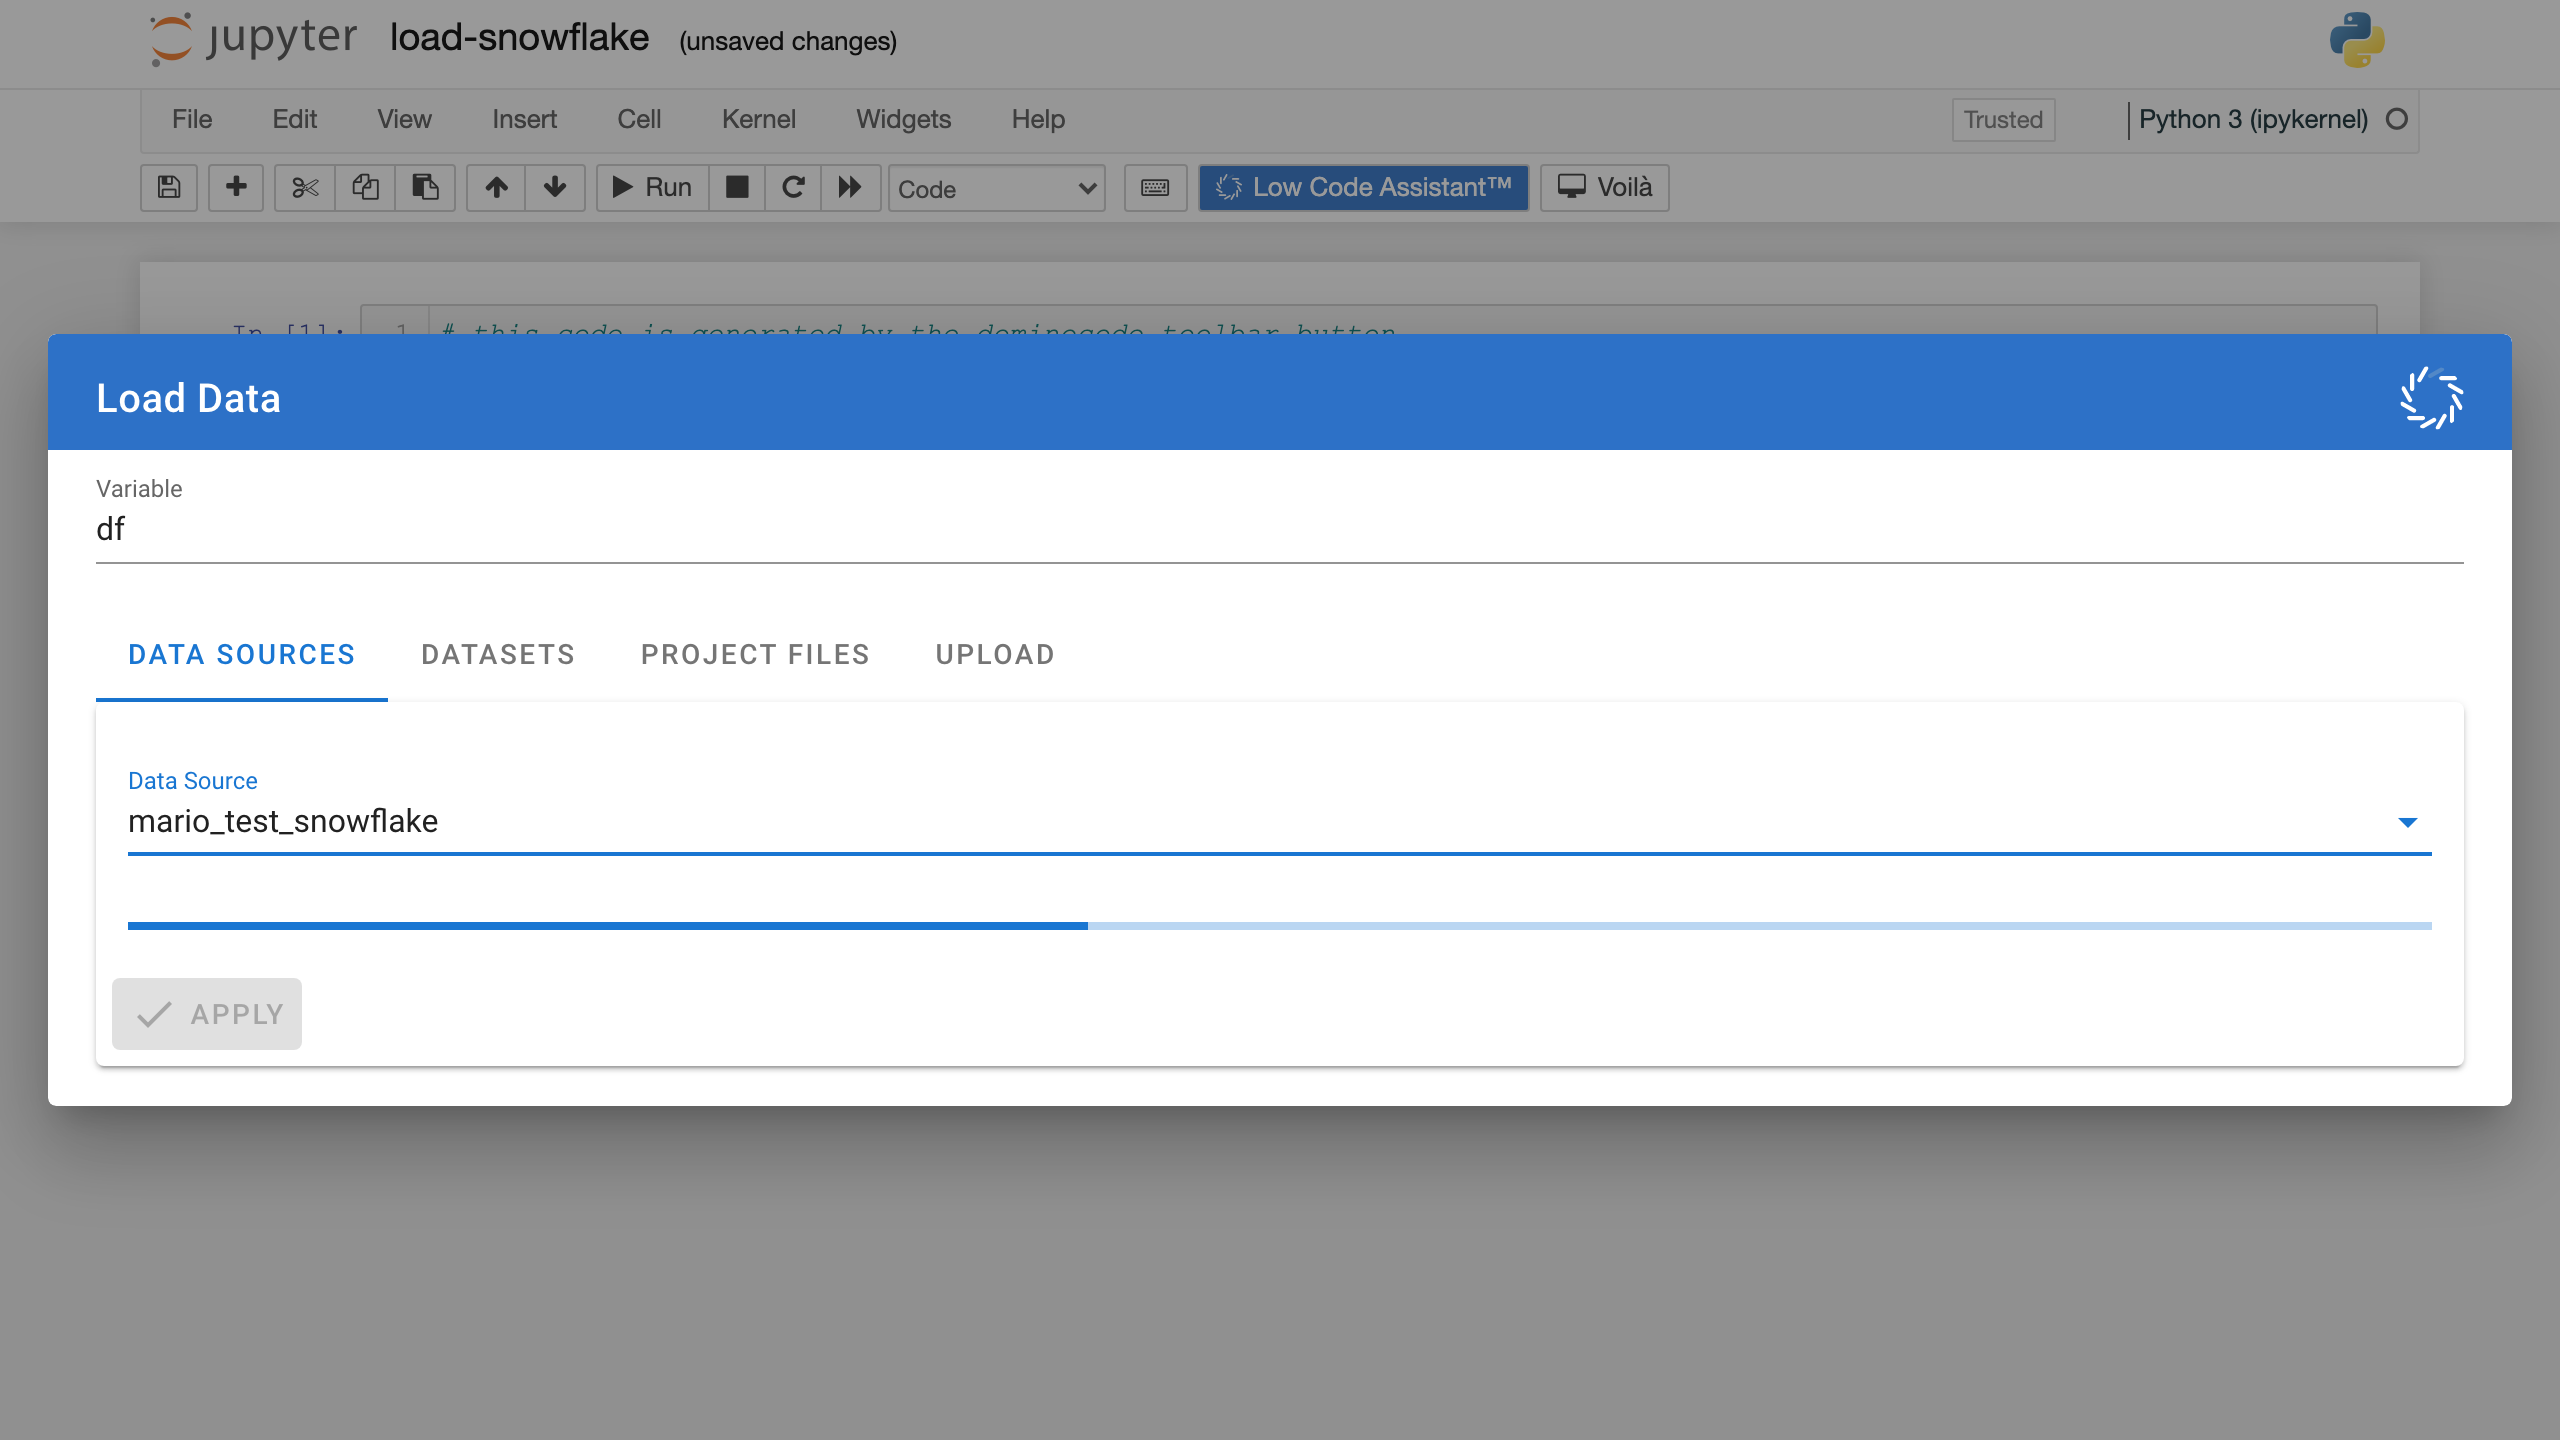 jupyter load-snowflake (unsaved changes)
File Edit View Insert Cell Kernel Widgets Help Trusted Python 3 (ipykernel)
Run Code Low Code Assistant™ Voilà
In [1]: 1 # this code is generated by the dominocode toolbar button
Load Data
Variable
df
DATA SOURCES DATASETS PROJECT FILES UPLOAD
Data Source
mario_test_snowflake
APPLY